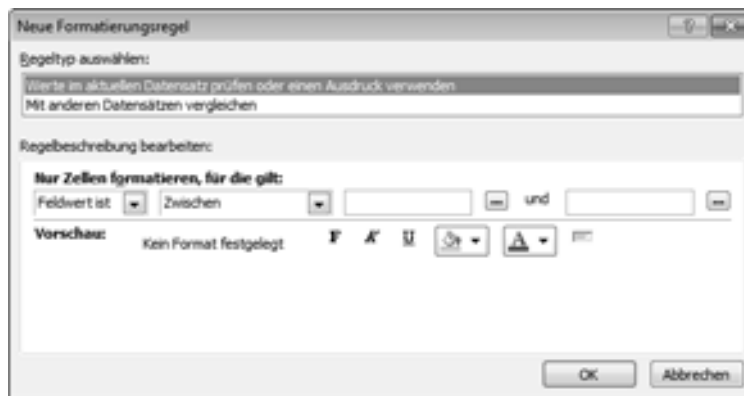 Neue Formatierungsregel
Regeltyp auswählen:
Werte im aktuellen Datensatz prüfen oder einen Ausdruck verwenden
Mit anderen Datensätzen vergleichen
Regelbeschreibung bearbeiten:
Nur Zellen formatieren, für die gilt:
Feldwert ist Zwischen ... und ...
Vorschau: Kein Format festgelegt F K U A
OK Abbrechen